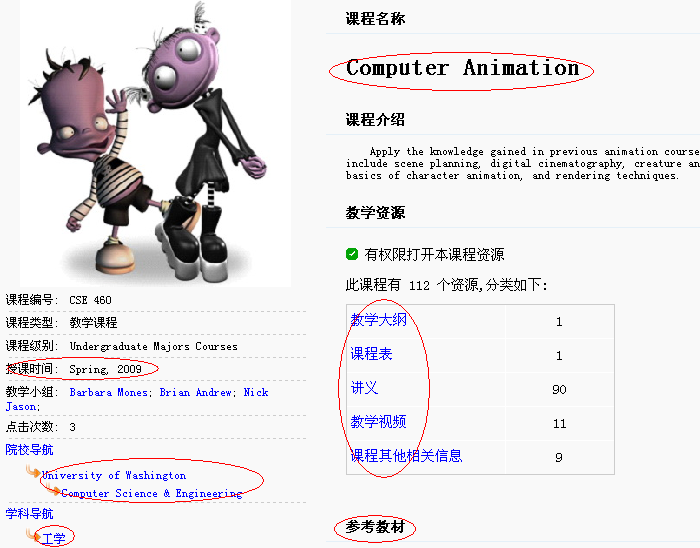 课程编号: CSE 460
课程类型: 教学课程
课程级别: Undergraduate Majors Courses
授课时间: Spring, 2009
教学小组: Barbara Mones; Brian Andrew; Nick
Jason;
点击次数: 3
院校导航
University of Washington
Computer Science & Engineering
学科导航
工学
课程名称
Computer Animation
课程介绍
Apply the knowledge gained in previous animation course
include scene planning, digital cinematography, creature an
basics of character animation, and rendering techniques.
教学资源
有权限打开本课程资源
此课程有 112 个资源,分类如下:
教学大纲 1
课程表 1
讲义 90
教学视频 11
课程其他相关信息 9
参考教材